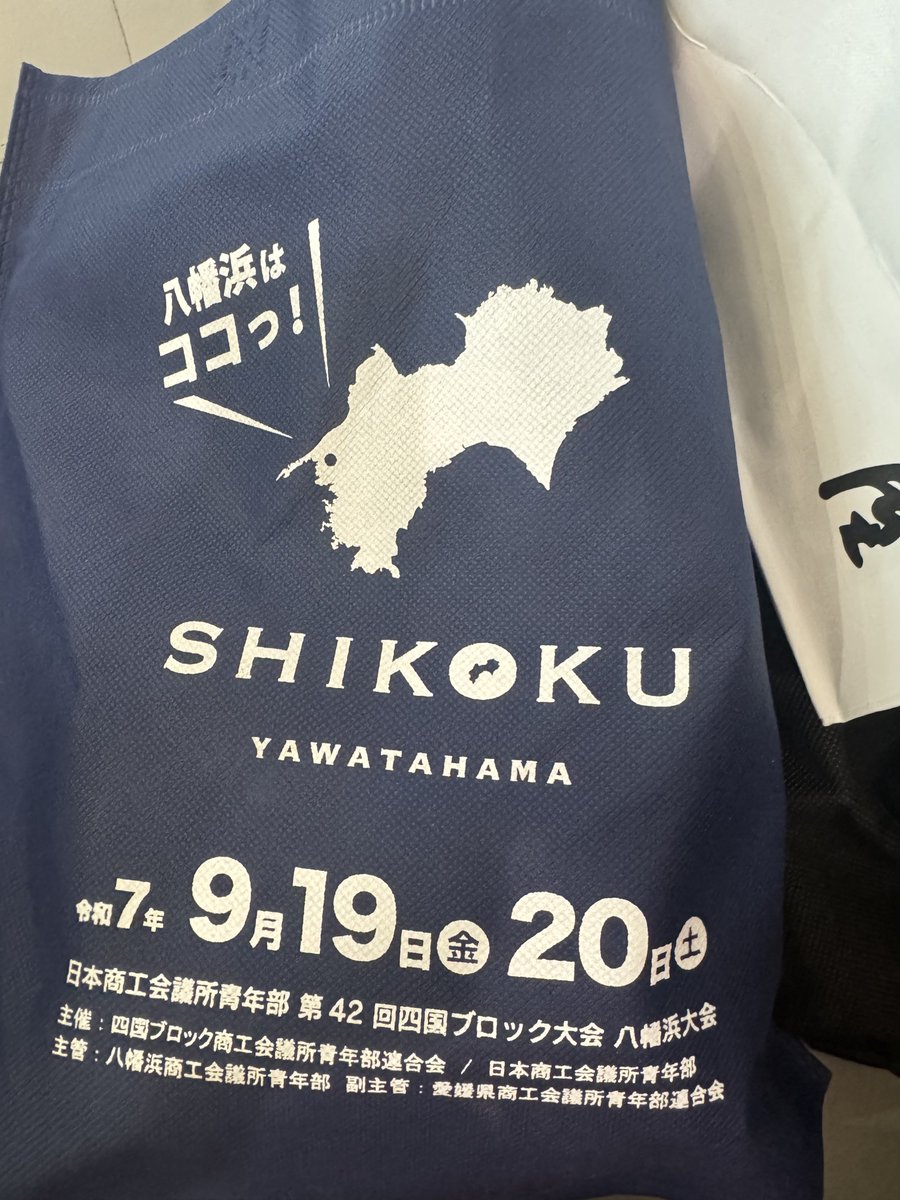 八幡浜は
ココっ!
SHIKOKU
YAWATAHAMA
令和7年 9月19日金 20日土
日本商工会議所青年部 第42回四国ブロック大会 八幡浜大会
主催:四国ブロック商工会議所青年部連合会 / 日本商工会議所青年部
主管:八幡浜商工会議所青年部 副主管:愛媛県商工会議所青年部連合会